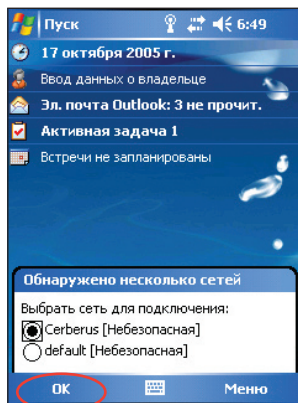 Пуск 6:49
17 октября 2005 г.
Ввод данных о владельце
Эл. почта Outlook: 3 не прочит.
Активная задача 1
Встречи не запланированы
Обнаружено несколько сетей
Выбрать сеть для подключения:
Cerberus [Небезопасная]
default [Небезопасная]
ОК Меню